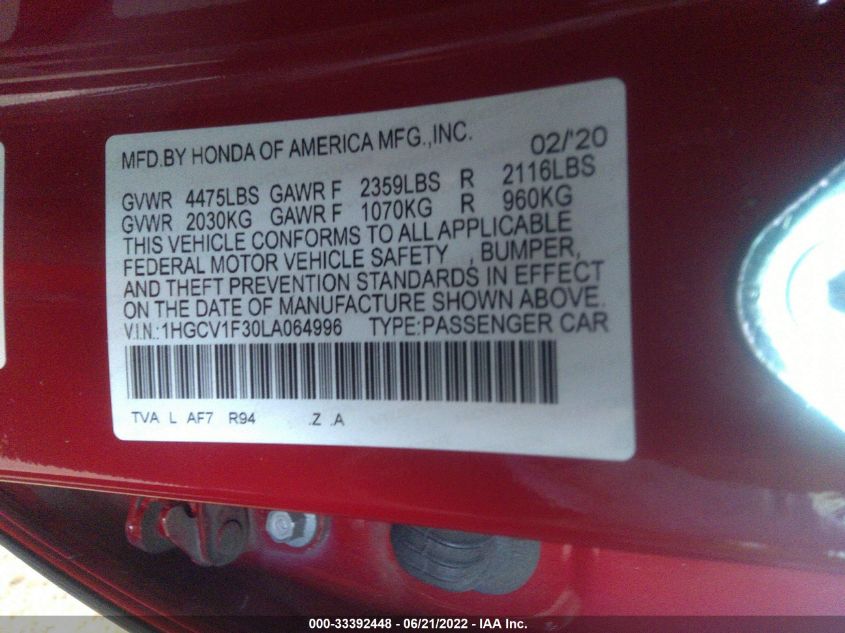 MFD.BY HONDA OF AMERICA MFG.,INC. 02/'20
GVWR 4475LBS GAWR F 2359LBS R 2116LBS
GVWR 2030KG GAWR F 1070KG R 960KG
THIS VEHICLE CONFORMS TO ALL APPLICABLE
FEDERAL MOTOR VEHICLE SAFETY , BUMPER,
AND THEFT PREVENTION STANDARDS IN EFFECT
ON THE DATE OF MANUFACTURE SHOWN ABOVE.
V.I.N.:1HGCV1F30LA064996 TYPE:PASSENGER CAR
TVA L AF7 R94 .Z .A
000-33392448 - 06/21/2022 - IAA Inc.